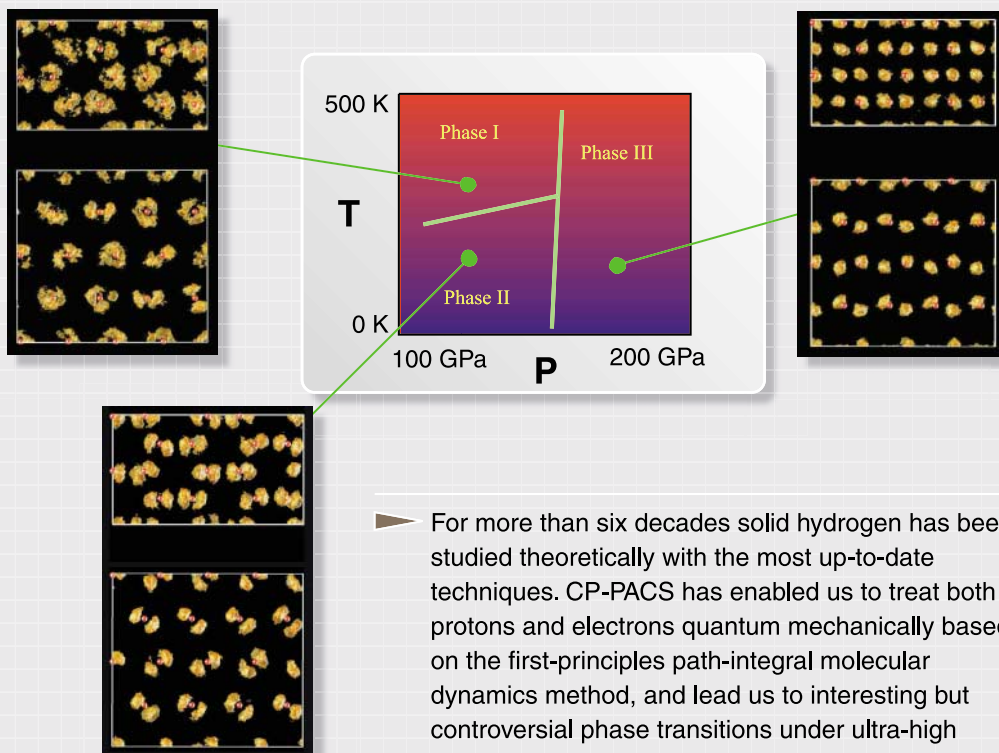 500 K
Phase I
Phase III
T
Phase II
0 K
100 GPa
P
200 GPa
For more than six decades solid hydrogen has bee
studied theoretically with the most up-to-date
techniques. CP-PACS has enabled us to treat both
protons and electrons quantum mechanically base
on the first-principles path-integral molecular
dynamics method, and lead us to interesting but
controversial phase transitions under ultra-high